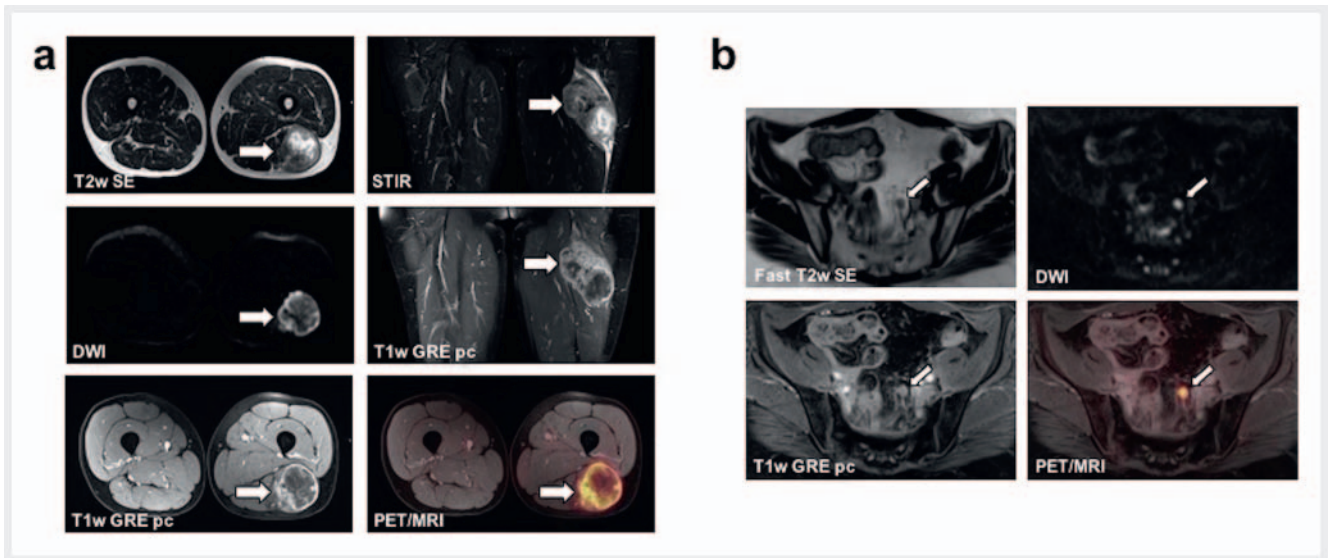 a
T2w SE
STIR
DWI
T1w GRE pc
T1w GRE pc
PET/MRI
b
Fast T2w SE
DWI
T1w GRE pc
PET/MRI